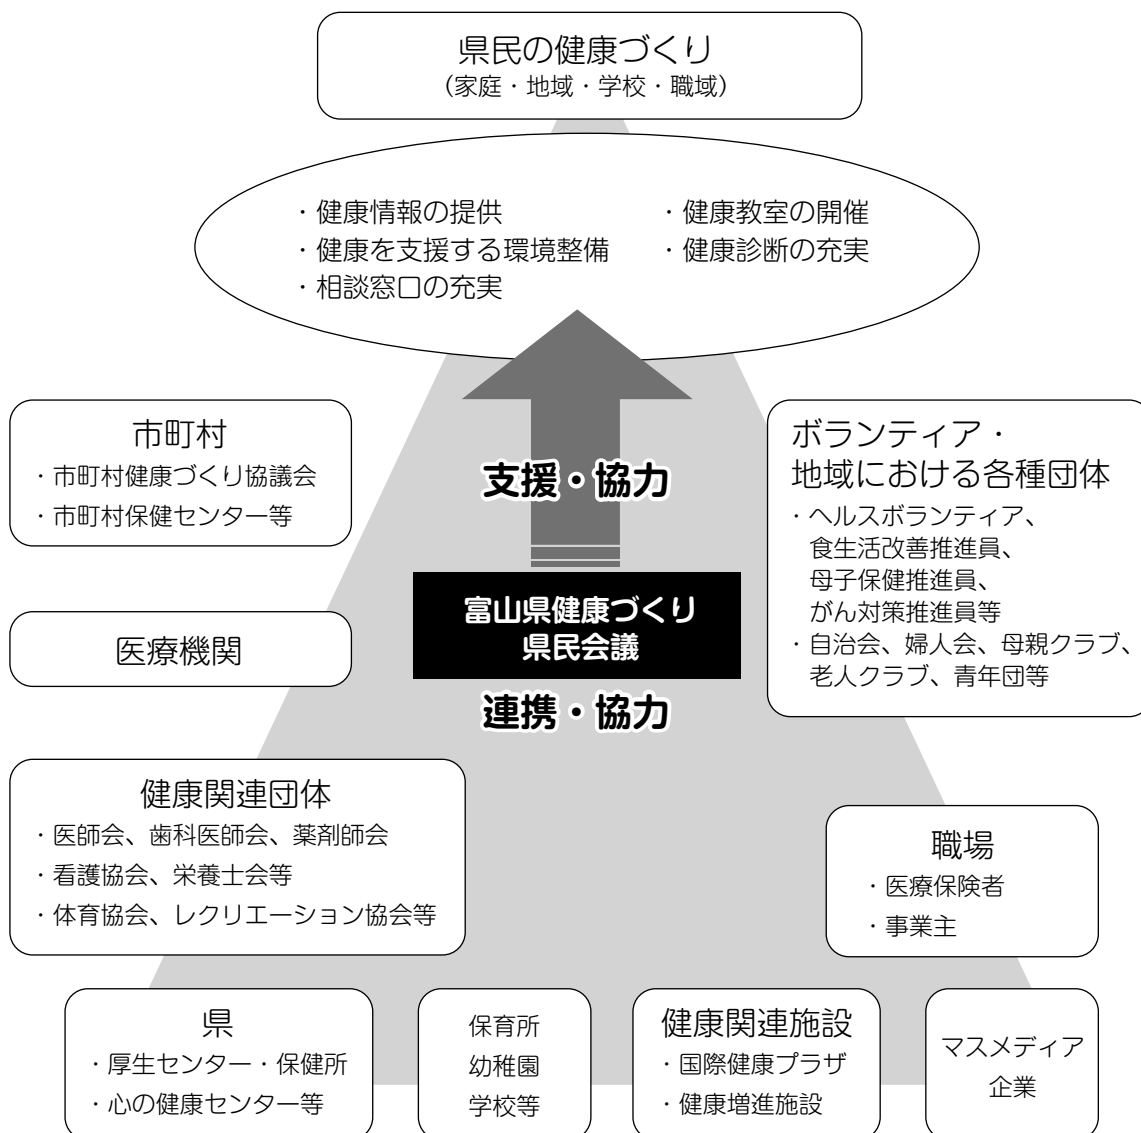 県民の健康づくり
（家庭・地域・学校・職域）
・健康情報の提供
・健康を支援する環境整備
・相談窓口の充実
・健康教室の開催
・健康診断の充実
市町村
・市町村健康づくり協議会
・市町村保健センター等
支援・協力
ボランティア・
地域における各種団体
・ヘルスボランティア、
食生活改善推進員、
母子保健推進員、
がん対策推進員等
・自治会、婦人会、母親クラブ、
老人クラブ、青年団等
富山県健康づくり
県民会議
医療機関
連携・協力
健康関連団体
・医師会、歯科医師会、薬剤師会
・看護協会、栄養士会等
・体育協会、レクリエーション協会等
職場
・医療保険者
・事業主
県
・厚生センター・保健所
・心の健康センター等
保育所
幼稚園
学校等
健康関連施設
・国際健康プラザ
・健康増進施設
マスメディア
企業